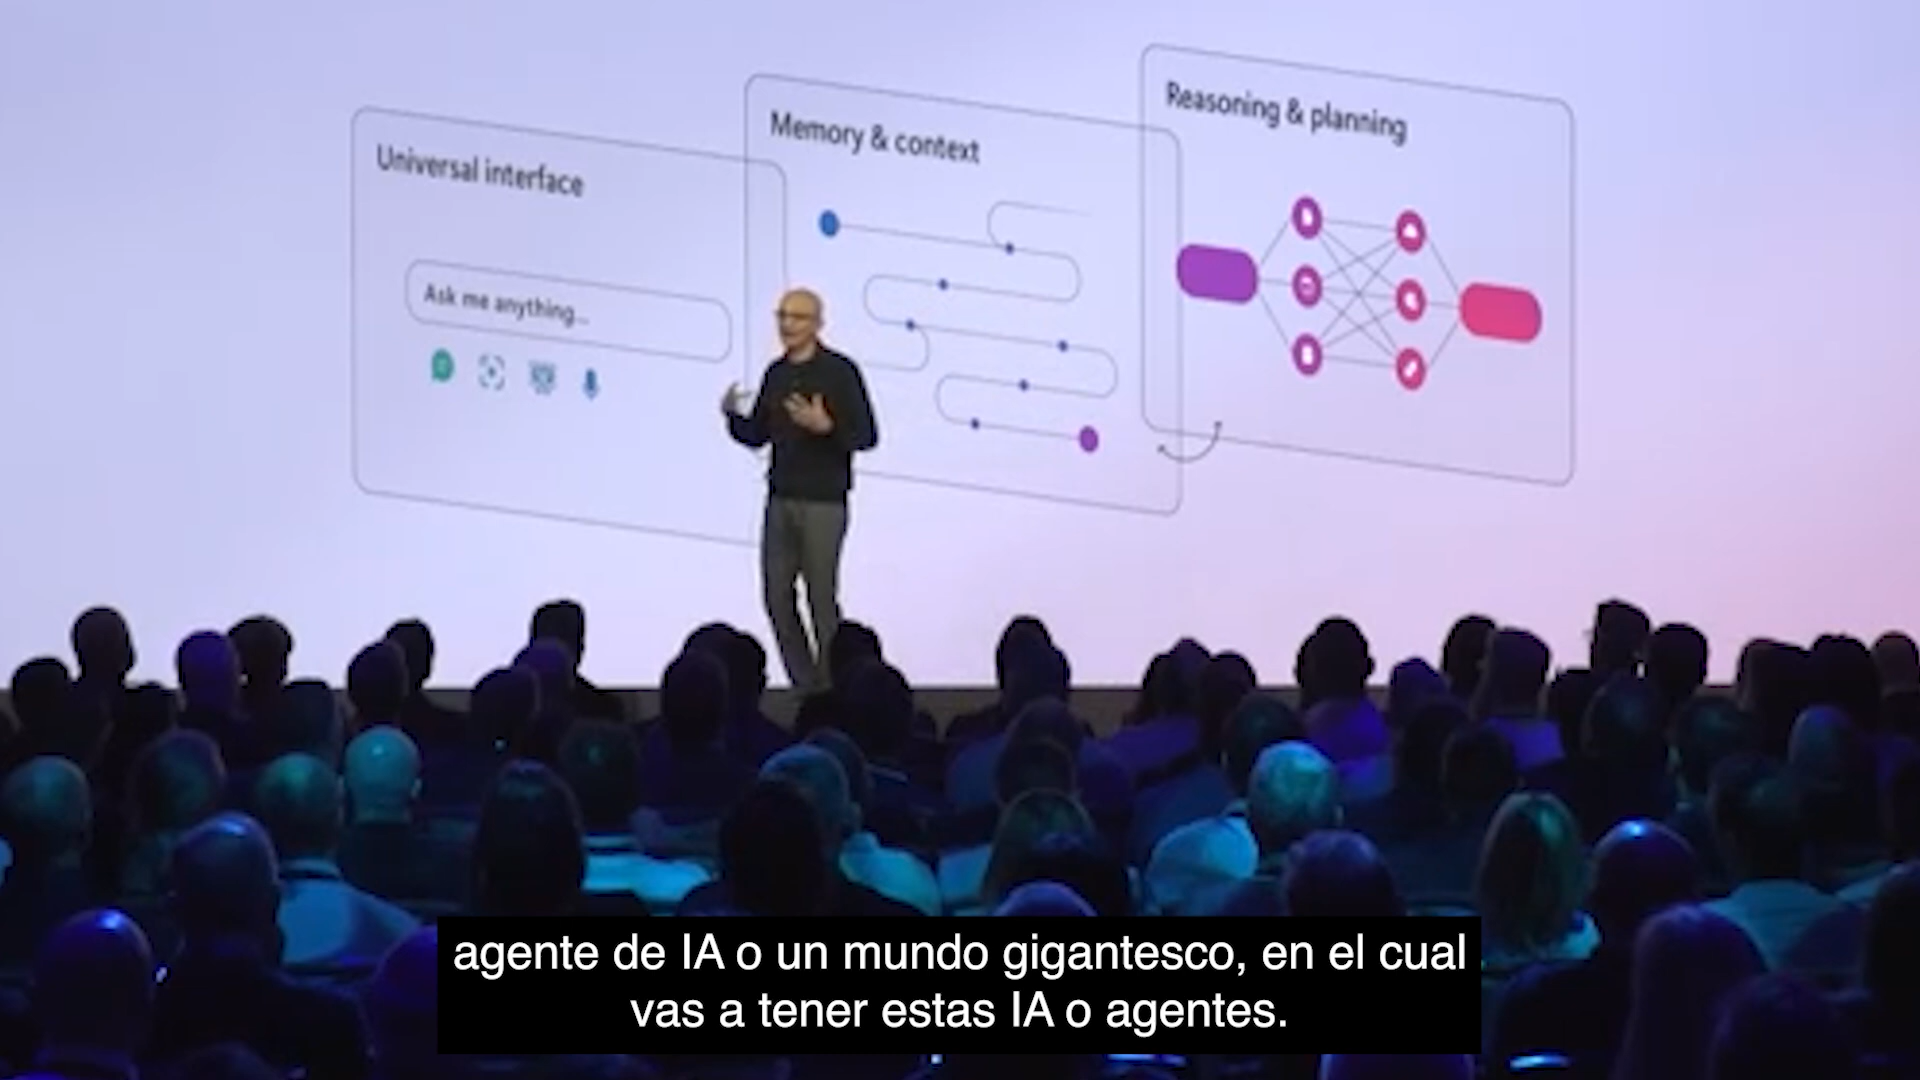 Universal interface
Ask me anything...
Memory & context
Reasoning & planning
agente de IA o un mundo gigantesco, en el cual
vas a tener estas IA o agentes.